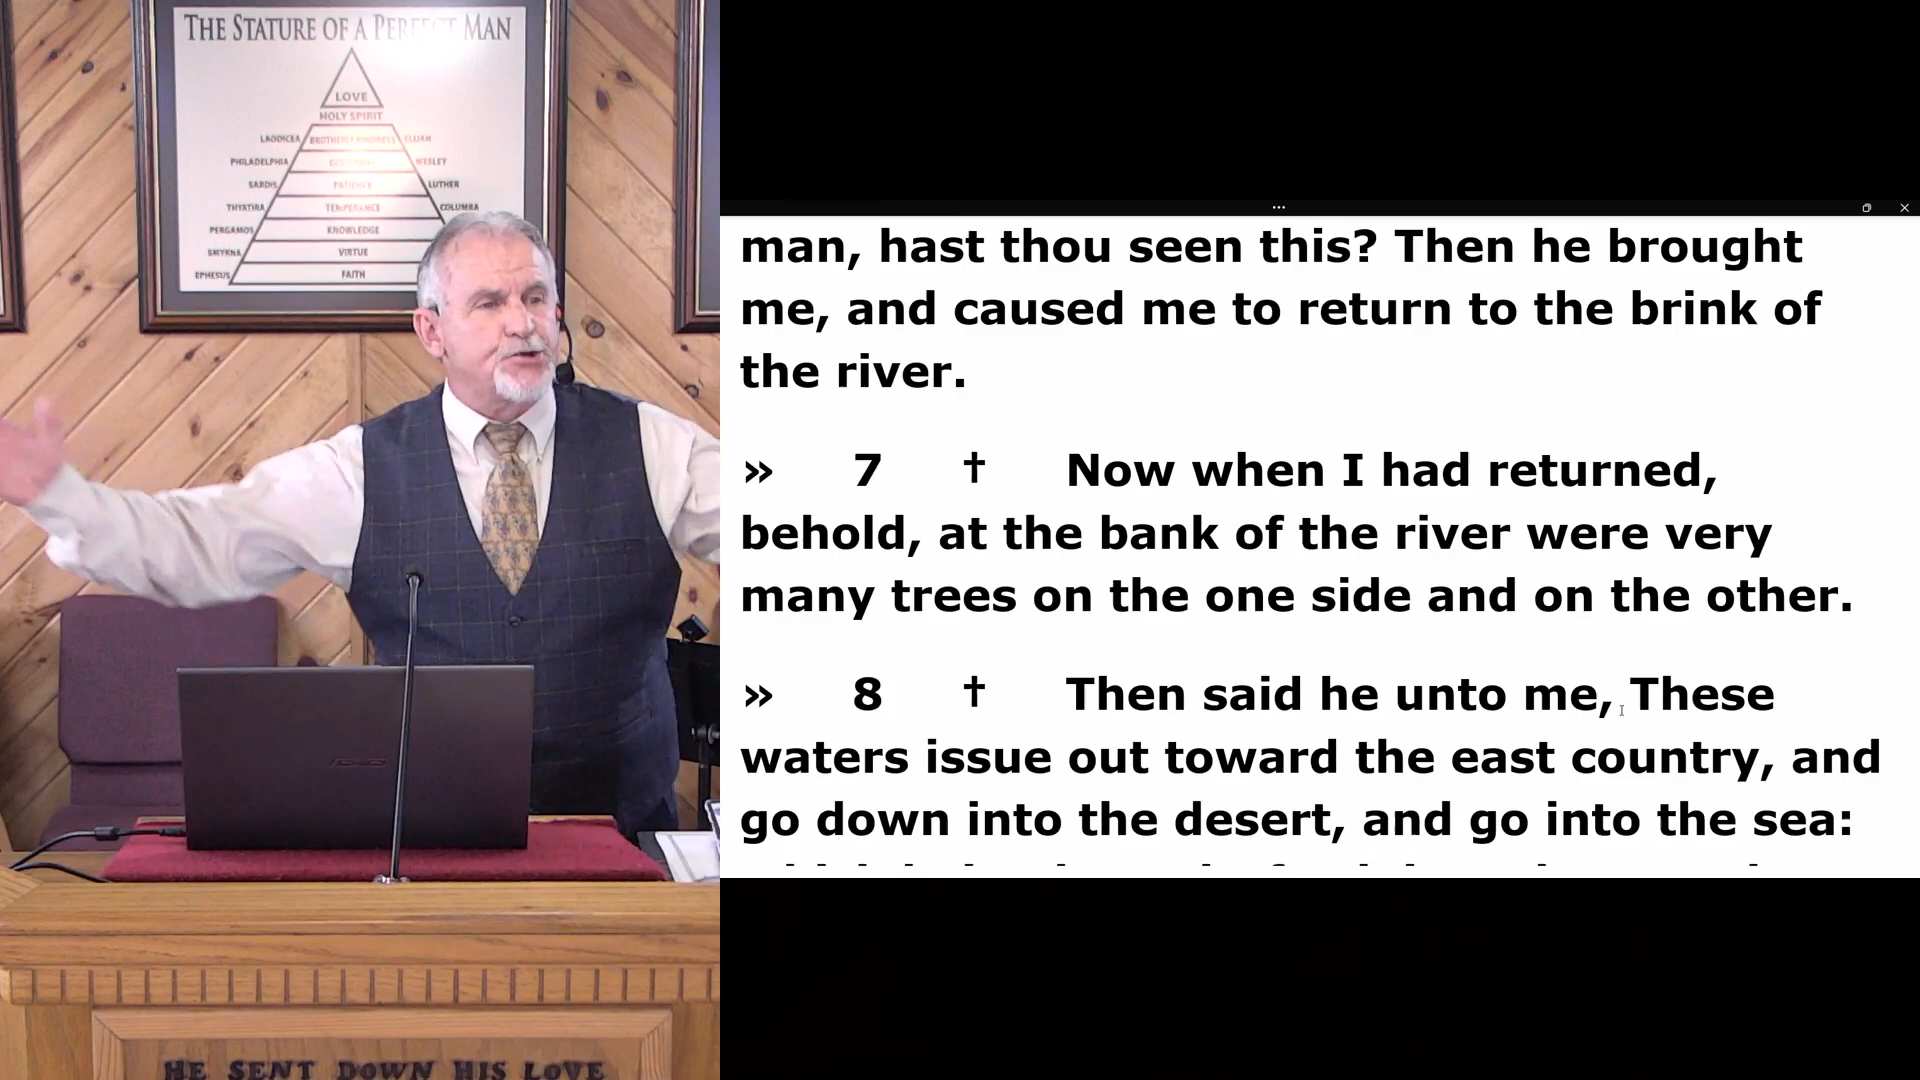 THE STATURE OF A PERFECT MAN
LOVE
HOLY SPIRIT
LAODICEA BROTHERLY KINDNESS ELIJAH
PHILADELPHIA GODLINESS WESLEY
SARDIS PATIENCE LUTHER
THYATIRA TEMPERANCE COLUMBA
PERGAMOS KNOWLEDGE
SMYRNA VIRTUE
EPHESUS FAITH
ASUS
HE SENT DOWN HIS LOVE
man, hast thou seen this? Then he brought
me, and caused me to return to the brink of
the river.
» 7 † Now when I had returned,
behold, at the bank of the river were very
many trees on the one side and on the other.
» 8 † Then said he unto me, These
waters issue out toward the east country, and
go down into the desert, and go into the sea: